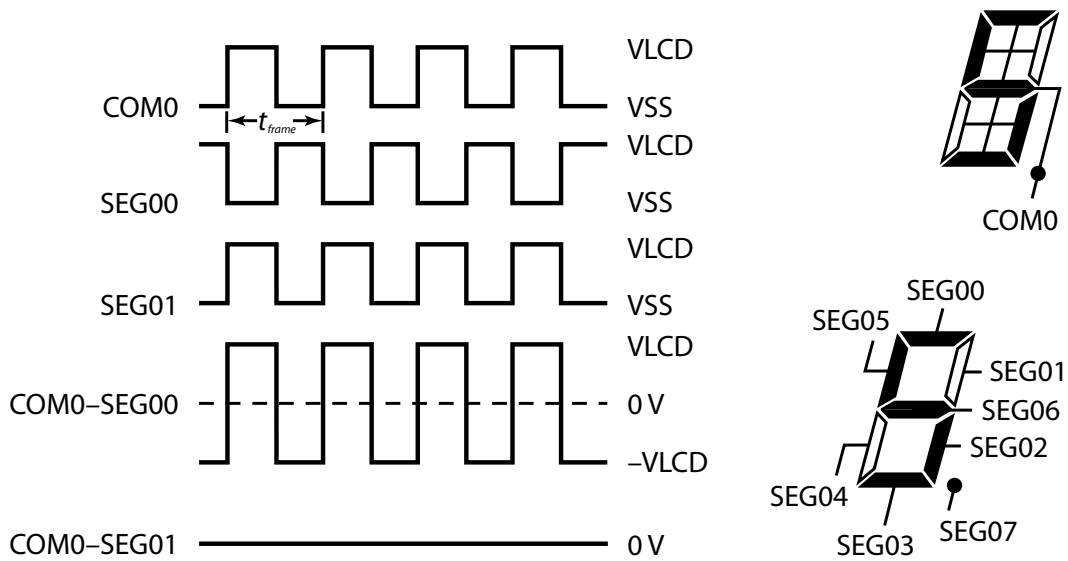 VLCD
COM0
VSS
t frame
VLCD
SEG00
VSS
VLCD
SEG01
VSS
VLCD
COM0–SEG00
0 V
–VLCD
COM0–SEG01
0 V
COM0
SEG00
SEG05
SEG01
SEG06
SEG02
SEG04
SEG07
SEG03